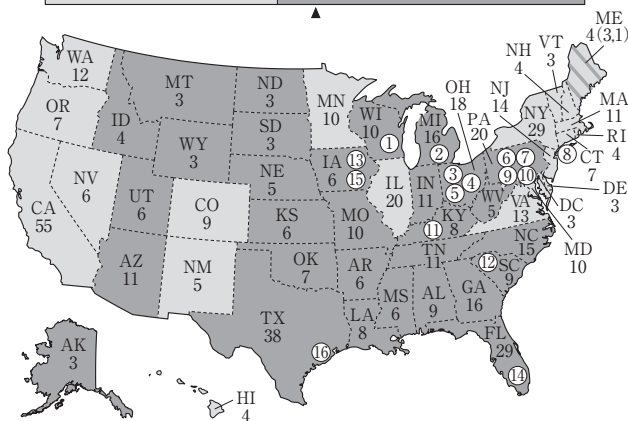 ME
4(3,1)
VT
3
NH
4
WA
12
MT
3
ND
3
MN
10
OH
18
NJ
14
PA
20
NY
29
MA
11
RI
4
CT
7
OR
7
ID
4
WY
3
SD
3
WI
10
①
MI
16
②
③
④
⑤
⑥
⑦
⑧
⑨
⑩
NV
6
UT
6
CO
9
NE
5
IA
6
⑬
⑮
IL
20
IN
11
WV
5
VA
13
DE
3
DC
3
MD
10
CA
55
KS
6
MO
10
KY
8
⑪
NC
15
AZ
11
NM
5
OK
7
AR
6
TN
11
⑫
SC
9
TX
38
LA
8
MS
6
AL
9
GA
16
⑯
FL
29
⑭
AK
3
HI
4